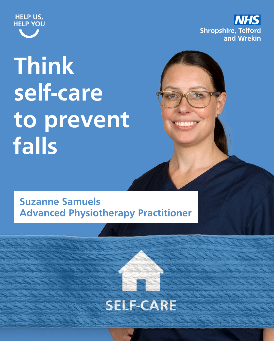 HELP US,
HELP YOU
NHS
Shropshire, Telford
and Wrekin
Think
self-care
to prevent
falls
Suzanne Samuels
Advanced Physiotherapy Practitioner
SELF-CARE